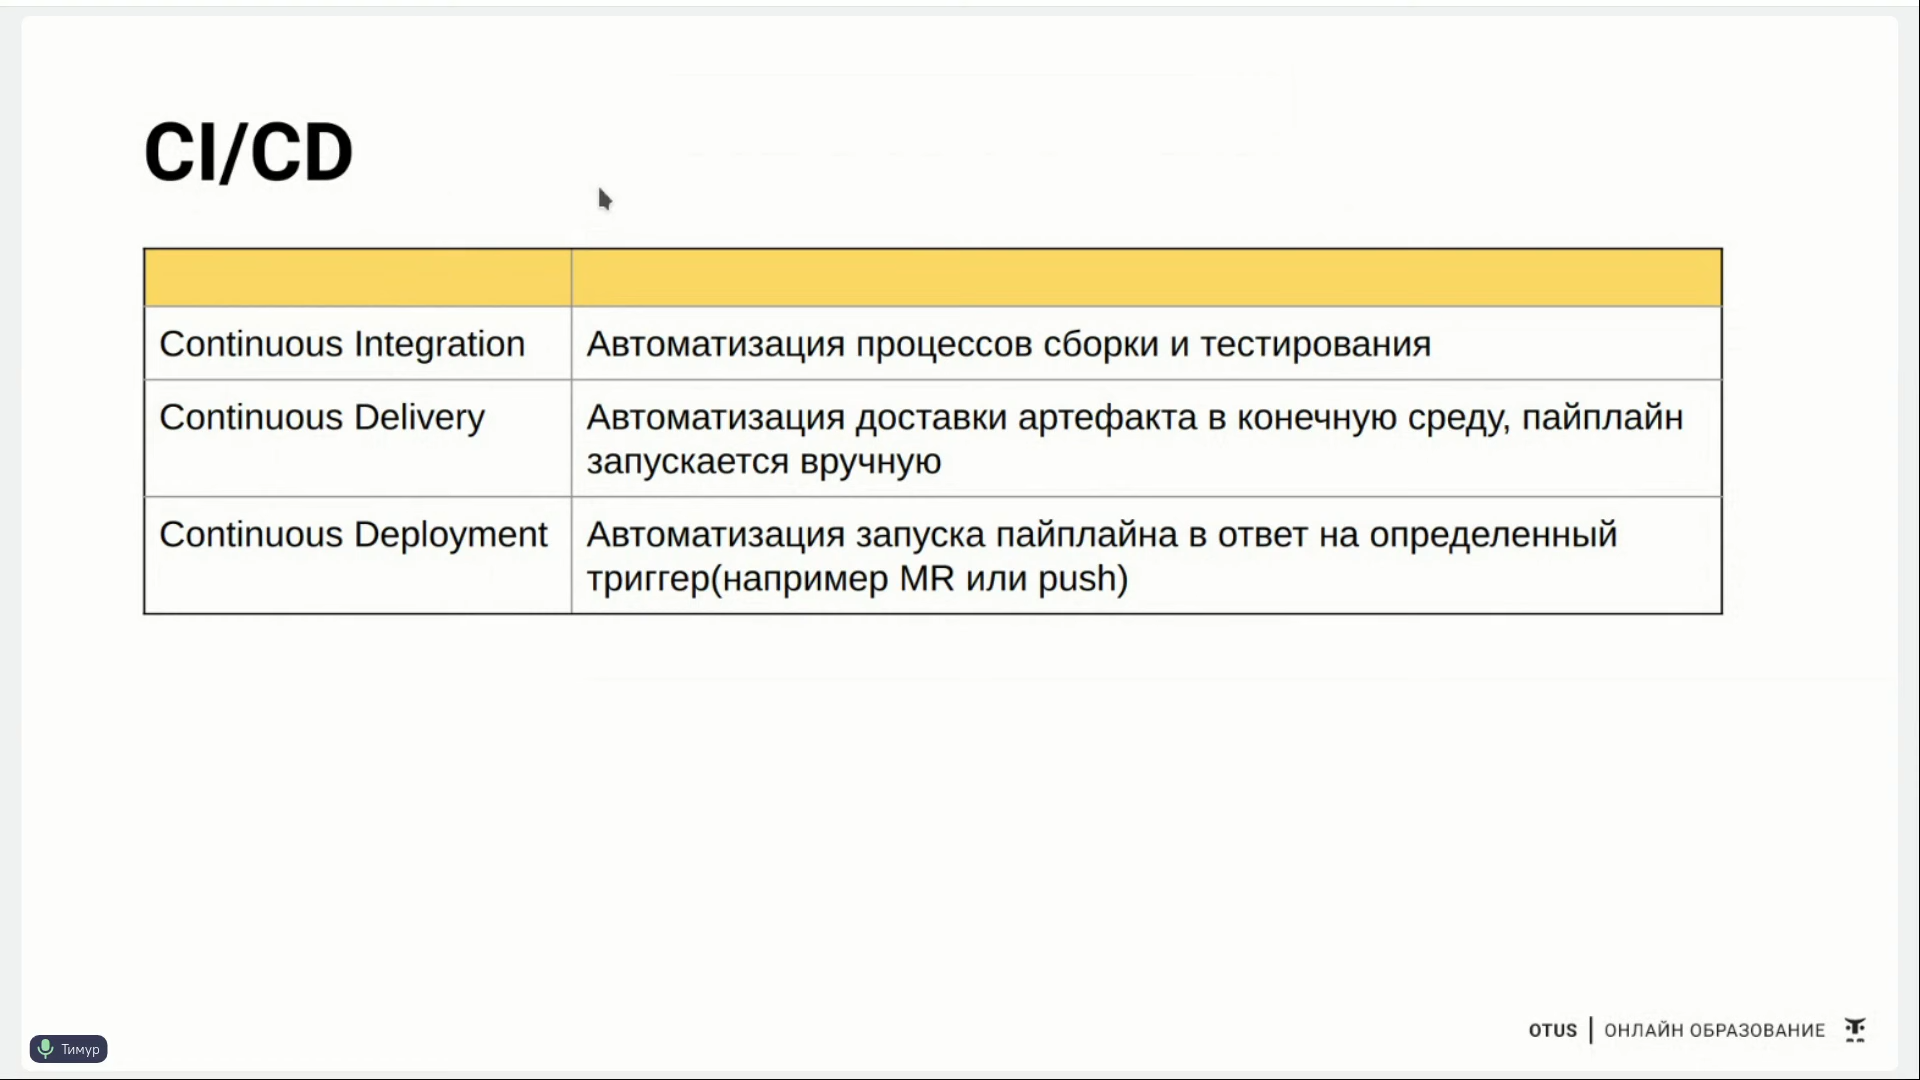 CI/CD
Continuous Integration
Автоматизация процессов сборки и тестирования
Continuous Delivery
Автоматизация доставки артефакта в конечную среду, пайплайн
запускается вручную
Continuous Deployment
Автоматизация запуска пайплайна в ответ на определенный
триггер(например MR или push)
OTUS | ОНЛАЙН ОБРАЗОВАНИЕ
Тимур